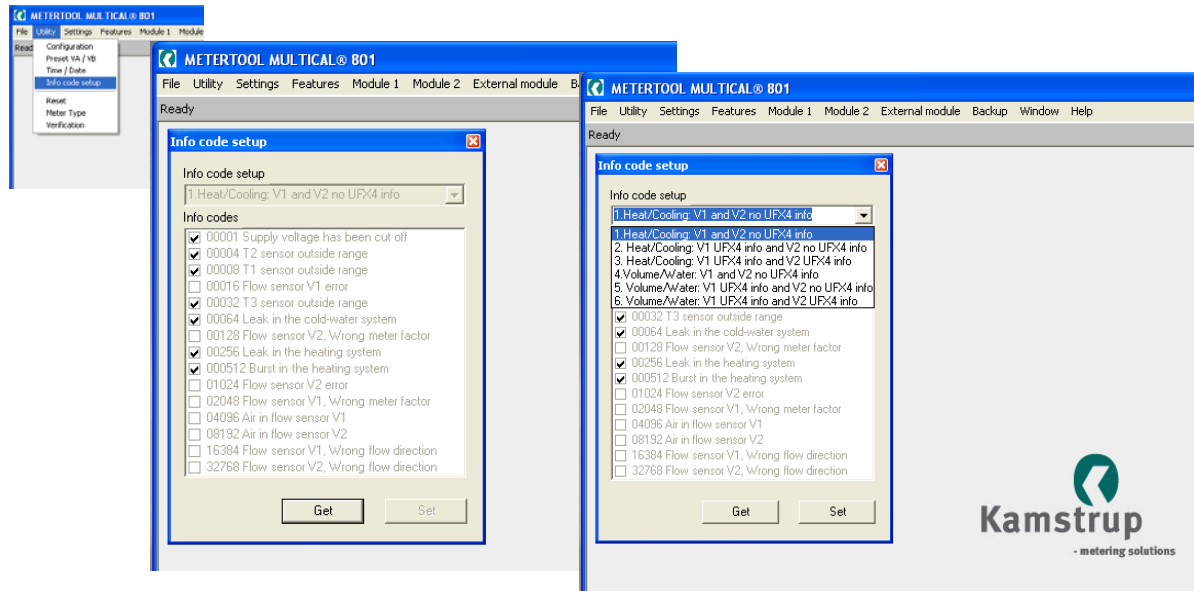 METERTOOL MULTICAL® 801
File Utility Settings Features Module 1 Module
Read
Configuration
Preset VA / VB
Time / Date
Info code setup
Reset
Meter Type
Verification
METERTOOL MULTICAL® 801
File Utility Settings Features Module 1 Module 2 External module B
Ready
Info code setup
Info code setup
1.Heat/Cooling: V1 and V2 no UFX4 info
Info codes
00001 Supply voltage has been cut off
00004 T2 sensor outside range
00008 T1 sensor outside range
00016 Flow sensor V1 error
00032 T3 sensor outside range
00064 Leak in the cold-water system
00128 Flow sensor V2, Wrong meter factor
00256 Leak in the heating system
000512 Burst in the heating system
01024 Flow sensor V2 error
02048 Flow sensor V1, Wrong meter factor
04096 Air in flow sensor V1
08192 Air in flow sensor V2
16384 Flow sensor V1, Wrong flow direction
32768 Flow sensor V2, Wrong flow direction
Get Set
METERTOOL MULTICAL® 801
File Utility Settings Features Module 1 Module 2 External module Backup Window Help
Ready
Info code setup
Info code setup
1.Heat/Cooling: V1 and V2 no UFX4 info
1.Heat/Cooling: V1 and V2 no UFX4 info
2. Heat/Cooling: V1 UFX4 info and V2 no UFX4 info
3. Heat/Cooling: V1 UFX4 info and V2 UFX4 info
4.Volume/Water: V1 and V2 no UFX4 info
5. Volume/Water: V1 UFX4 info and V2 no UFX4 info
6. Volume/Water: V1 UFX4 info and V2 UFX4 info
00032 T3 sensor outside range
00064 Leak in the cold-water system
00128 Flow sensor V2, Wrong meter factor
00256 Leak in the heating system
000512 Burst in the heating system
01024 Flow sensor V2 error
02048 Flow sensor V1, Wrong meter factor
04096 Air in flow sensor V1
08192 Air in flow sensor V2
16384 Flow sensor V1, Wrong flow direction
32768 Flow sensor V2, Wrong flow direction
Get Set
Kamstrup
- metering solutions